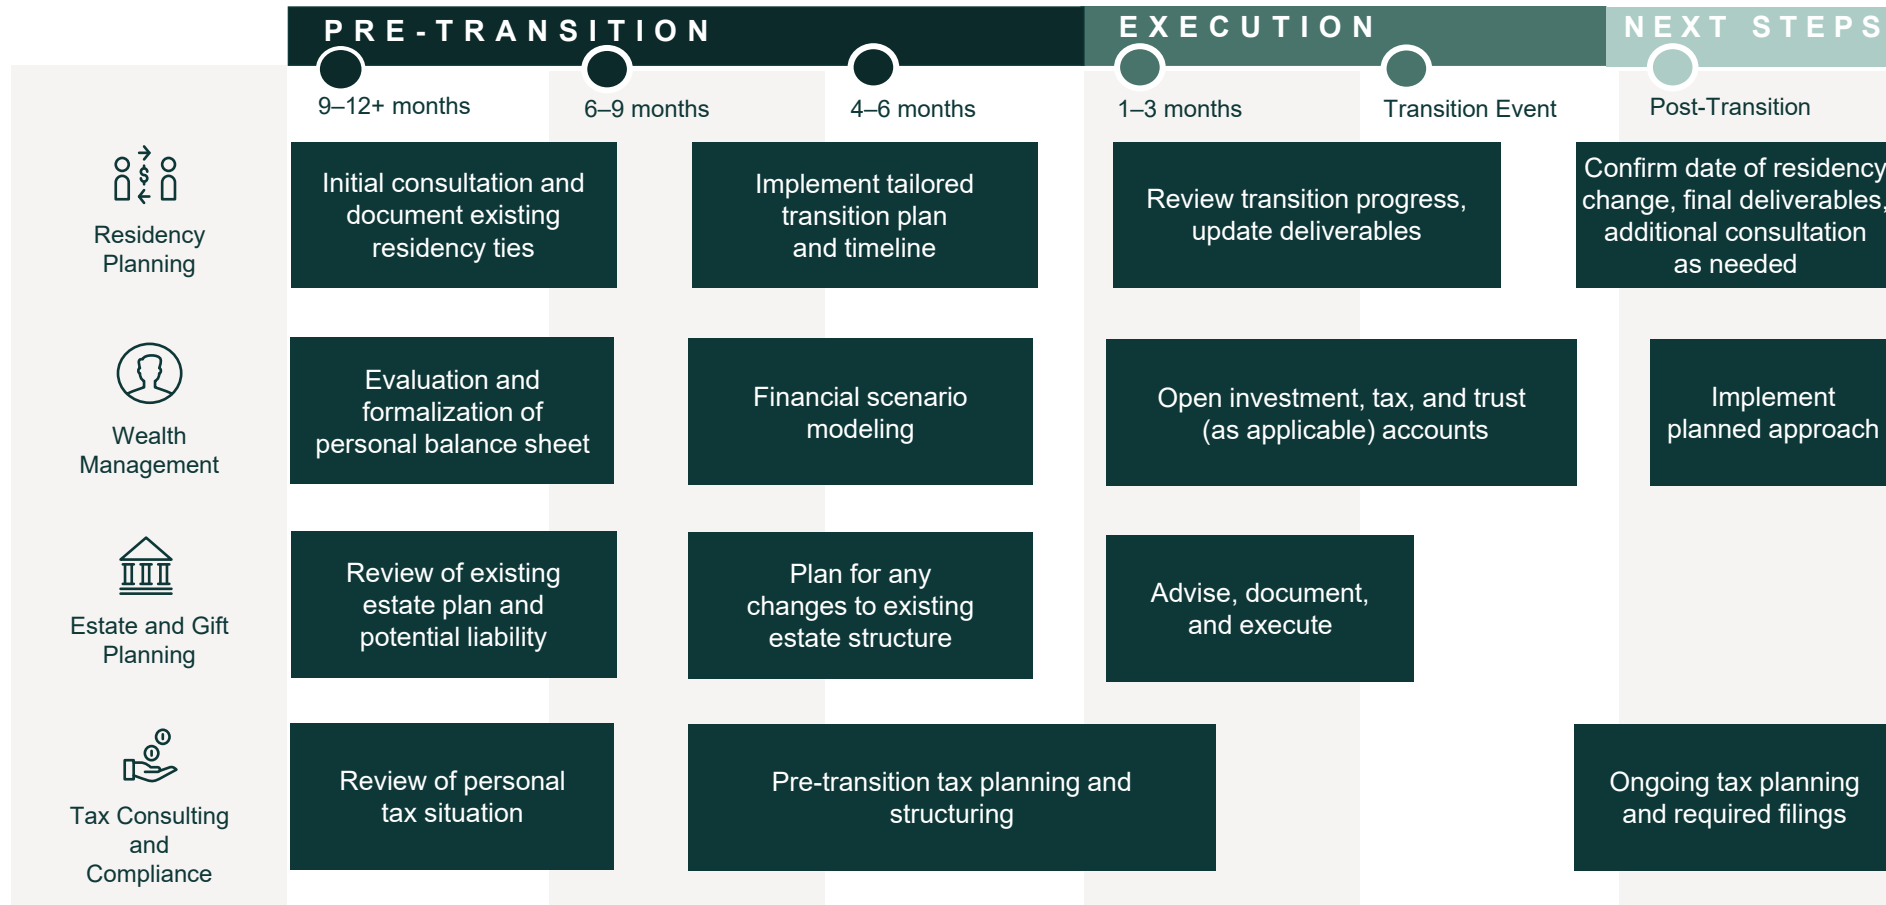 PRE-TRANSITION
EXECUTION
NEXT STEPS
9–12+ months
6–9 months
4–6 months
1–3 months
Transition Event
Post-Transition
Residency
Planning
Initial consultation and
document existing
residency ties
Implement tailored
transition plan
and timeline
Review transition progress,
update deliverables
Confirm date of residency
change, final deliverables,
additional consultation
as needed
Wealth
Management
Evaluation and
formalization of
personal balance sheet
Financial scenario
modeling
Open investment, tax, and trust
(as applicable) accounts
Implement
planned approach
Estate and Gift
Planning
Review of existing
estate plan and
potential liability
Plan for any
changes to existing
estate structure
Advise, document,
and execute
Tax Consulting
and
Compliance
Review of personal
tax situation
Pre-transition tax planning and
structuring
Ongoing tax planning
and required filings